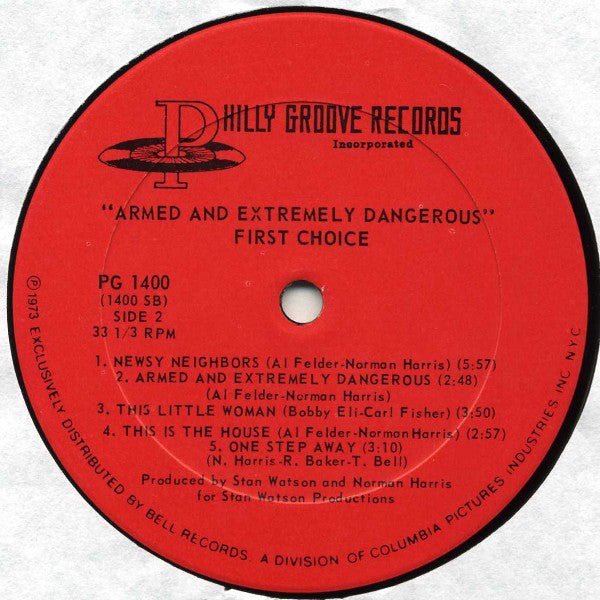 PHILLY GROOVE RECORDS
Incorporated
"ARMED AND EXTREMELY DANGEROUS"
FIRST CHOICE
PG 1400
(1400 SB)
SIDE 2
33 1/3 RPM
1. NEWSY NEIGHBORS (Al Felder-Norman Harris) (5:57)
2. ARMED AND EXTREMELY DANGEROUS (2:48)
(Al Felder-Norman Harris)
3. THIS LITTLE WOMAN (Bobby Eli-Carl Fisher) (3:50)
4. THIS IS THE HOUSE (Al Felder-Norman Harris) (2:57)
5. ONE STEP AWAY (3:10)
(N. Harris-R. Baker-T. Bell)
Produced by Stan Watson and Norman Harris
for Stan Watson Productions
℗ 1973 EXCLUSIVELY DISTRIBUTED BY BELL RECORDS. A DIVISION OF COLUMBIA PICTURES INDUSTRIES INC. N.Y.C.